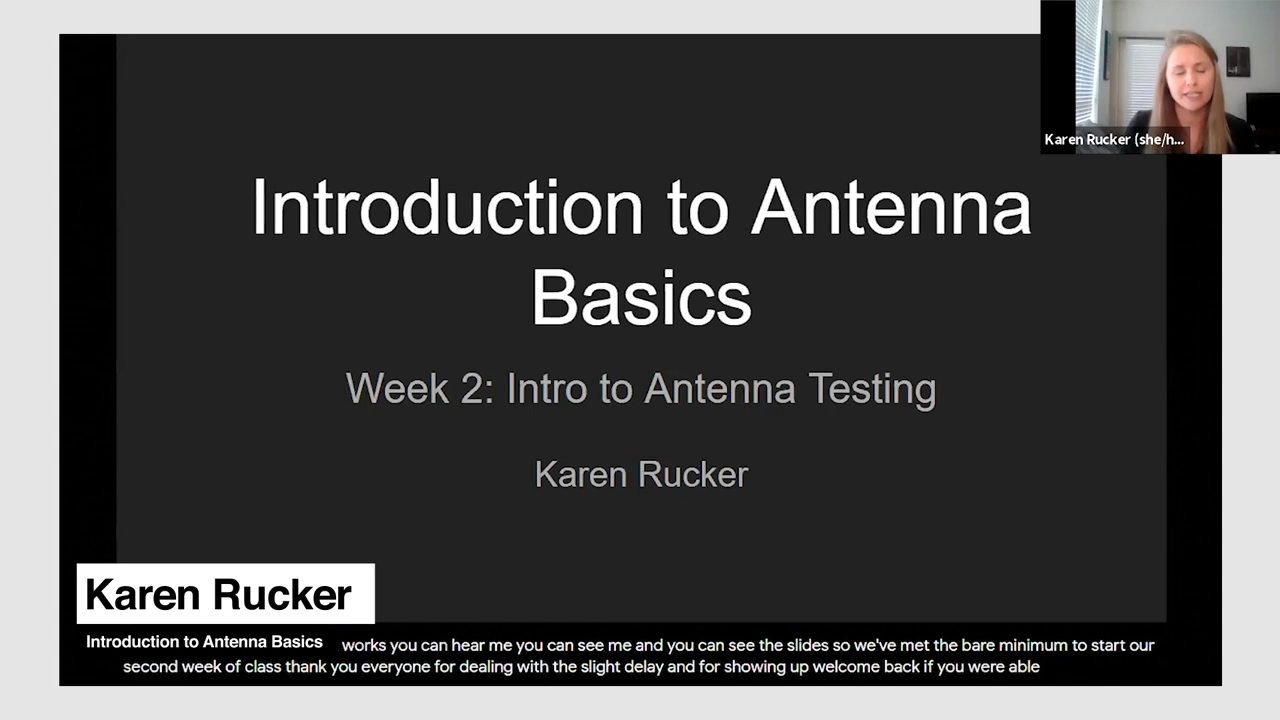 Karen Rucker (she/h...
Introduction to Antenna
Basics
Week 2: Intro to Antenna Testing
Karen Rucker
Karen Rucker
Introduction to Antenna Basics
works you can hear me you can see me and you can see the slides so we've met the bare minimum to start our
second week of class thank you everyone for dealing with the slight delay and for showing up welcome back if you were able